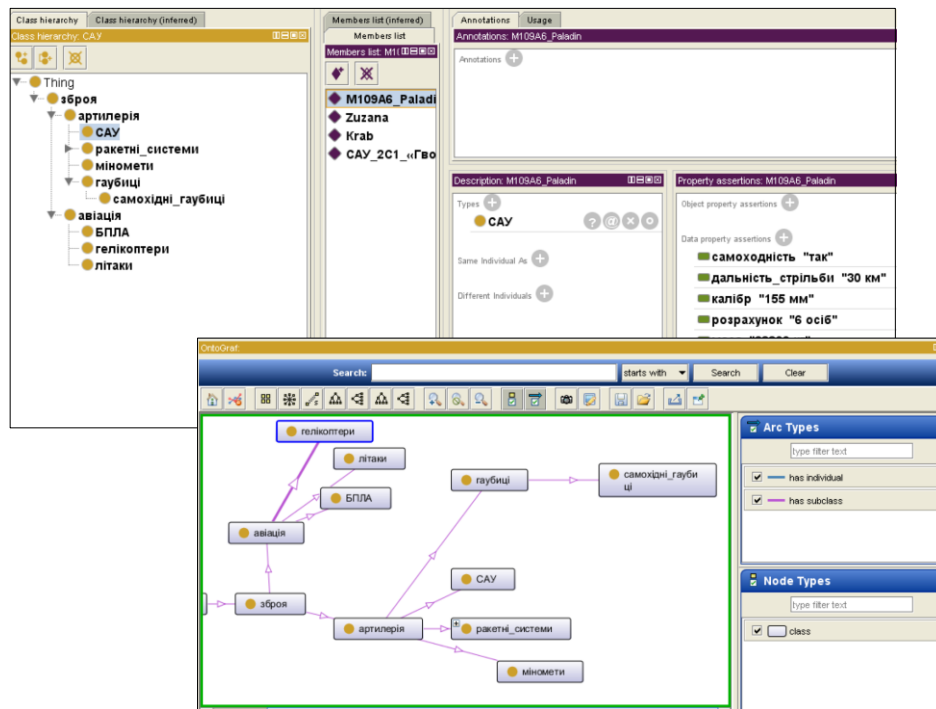 Class hierarchy
Class hierarchy (inferred)
Class hierarchy: САУ
Thing
зброя
артилерія
САУ
ракетні_системи
міномети
гаубиці
самохідні_гаубиці
авіація
БПЛА
гелікоптери
літаки
Members list (inferred)
Members list
Members list: M1
M109A6_Paladi
Zuzana
Krab
САУ_2С1_«Гво
Annotations
Usage
Annotations: M109A6_Paladin
Annotations
Description: M109A6_Paladin
Types
САУ
Same Individual As
Different Individuals
Property assertions: M109A6_Paladin
Object property assertions
Data property assertions
самоходність "так"
дальність_стрільби "30 км"
калібр "155 мм"
розрахунок "6 осіб"
OntoGraf:
Search:
starts with
Search
Clear
гелікоптери
літаки
БПЛА
авіація
зброя
гаубиці
самохідні_гауби
ці
САУ
артилерія
ракетні_системи
міномети
Arc Types
type filter text
has individual
has subclass
Node Types
type filter text
class